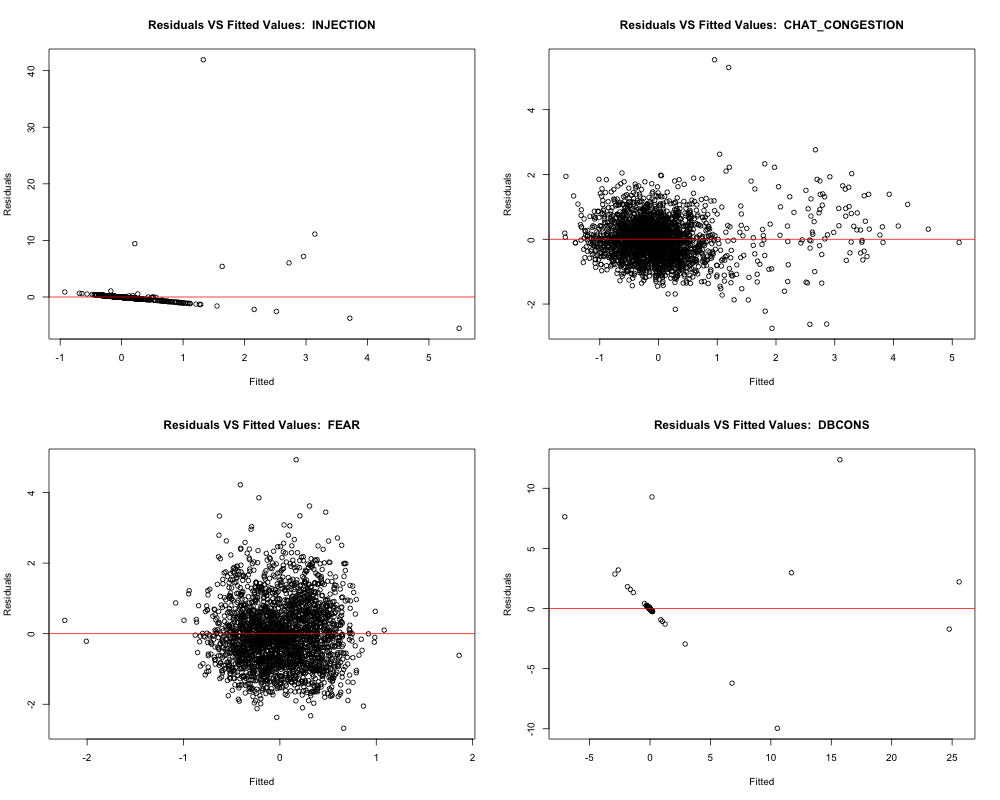 Residuals VS Fitted Values: INJECTION
Residuals
40
30
20
10
0
-1 0 1 2 3 4 5
Fitted
Residuals VS Fitted Values: CHAT_CONGESTION
Residuals
4
2
0
-2
-1 0 1 2 3 4 5
Fitted
Residuals VS Fitted Values: FEAR
Residuals
4
2
0
-2
-2 -1 0 1 2
Fitted
Residuals VS Fitted Values: DBCONS
Residuals
10
5
0
-5
-10
-5 0 5 10 15 20 25
Fitted